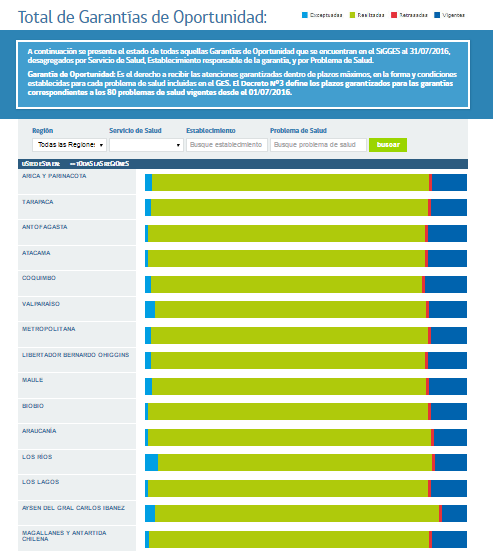 Total de Garantías de Oportunidad:
Exceptuadas Realizadas Retrasadas Vigentes
A continuación se presenta el estado de todas aquellas Garantías de Oportunidad que se encuentran en el SIGGES al 31/07/2016,
desagregados por Servicio de Salud, Establecimiento responsable de la garantía, y por Problema de Salud.
Garantía de Oportunidad: Es el derecho a recibir las atenciones garantizadas dentro de plazos máximos, en la forma y condiciones
establecidas para cada problema de salud incluidas en el GES. El Decreto Nº3 define los plazos garantizados para las garantías
correspondientes a los 80 problemas de salud vigentes desde el 01/07/2016.
Región Servicio de Salud Establecimiento Problema de Salud
Todas las Regiones Busque establecimiento Busque problema de salud buscar
USTED ESTA EN: TODAS LAS REGIONES
ARICA Y PARINACOTA
TARAPACA
ANTOFAGASTA
ATACAMA
COQUIMBO
VALPARAÍSO
METROPOLITANA
LIBERTADOR BERNARDO OHIGGINS
MAULE
BIOBIO
ARAUCANÍA
LOS RÍOS
LOS LAGOS
AYSEN DEL GRAL CARLOS IBANEZ
MAGALLANES Y ANTARTIDA
CHILENA